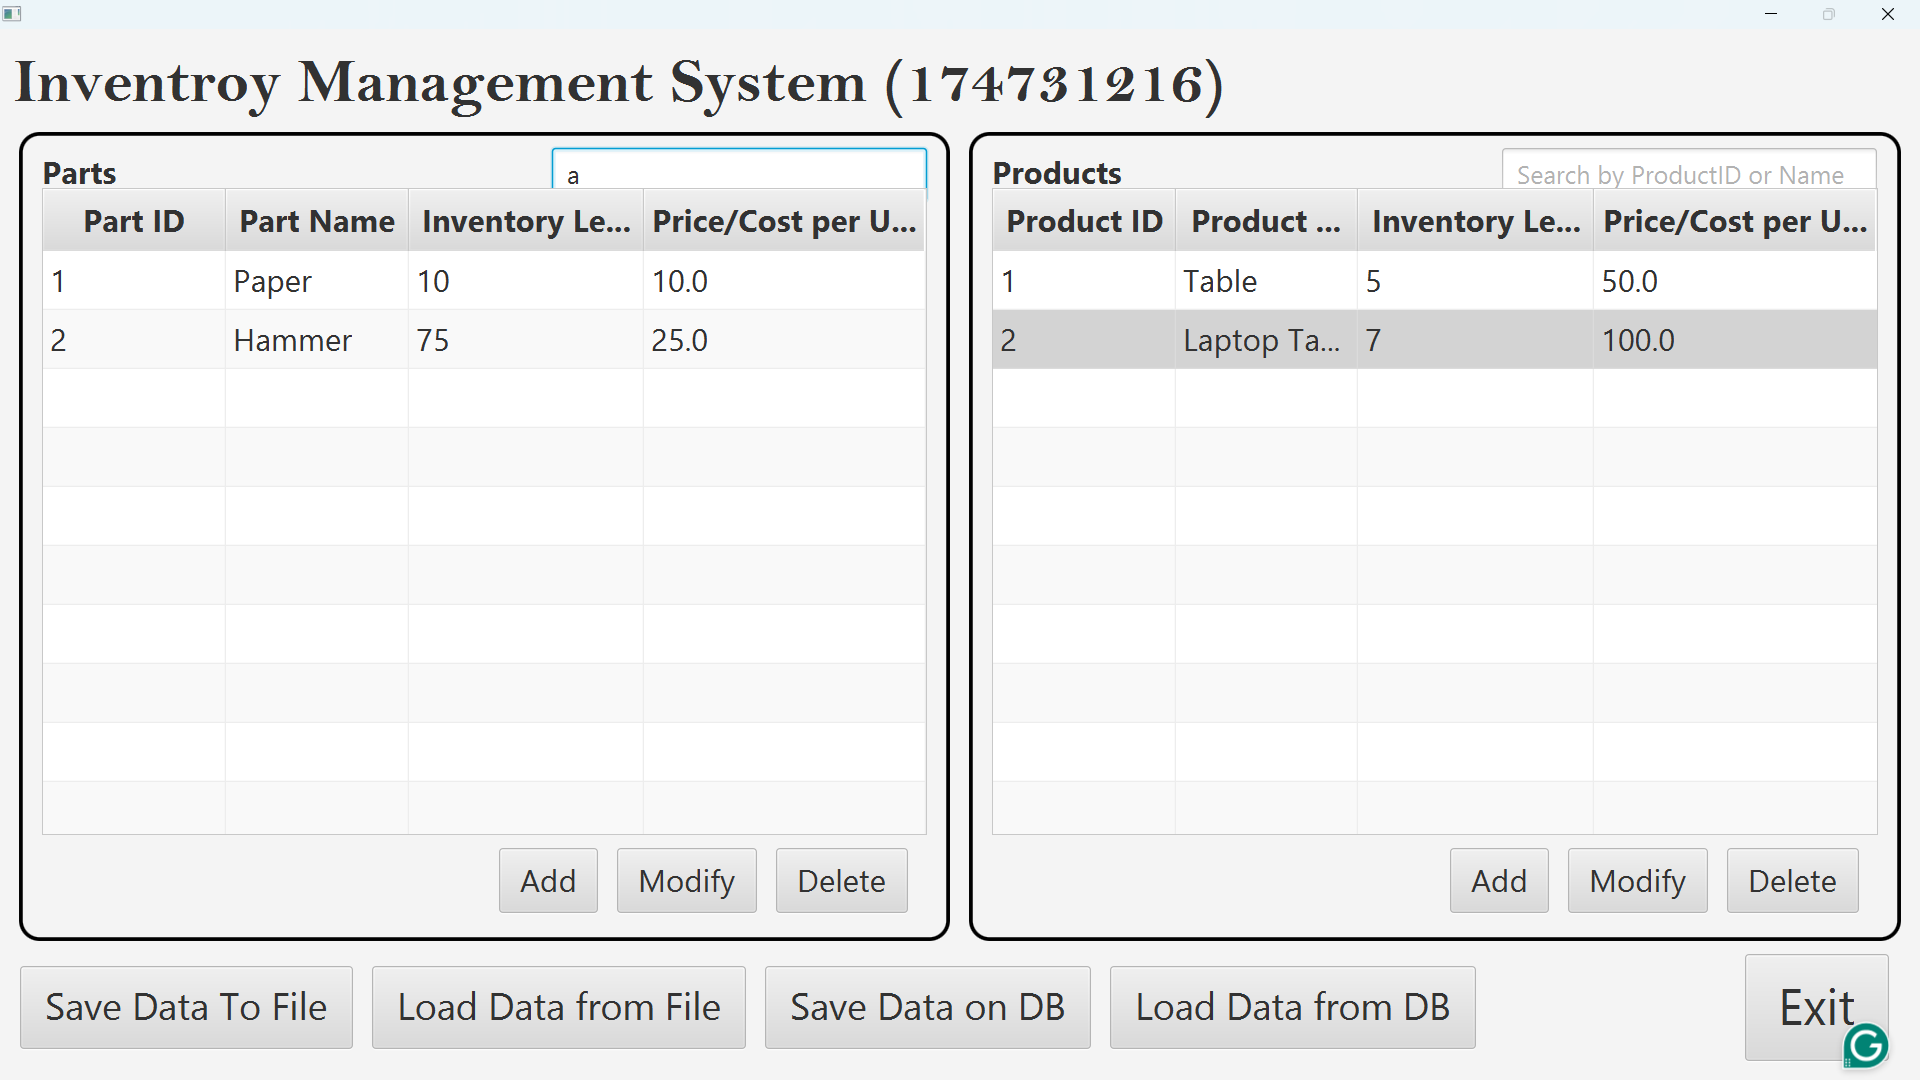 Inventroy Management System (174731216)
Parts
a
Part ID Part Name Inventory Le... Price/Cost per U...
1 Paper 10 10.0
2 Hammer 75 25.0
Add Modify Delete
Products
Search by ProductID or Name
Product ID Product ... Inventory Le... Price/Cost per U...
1 Table 5 50.0
2 Laptop Ta... 7 100.0
Add Modify Delete
Save Data To File Load Data from File Save Data on DB Load Data from DB Exit